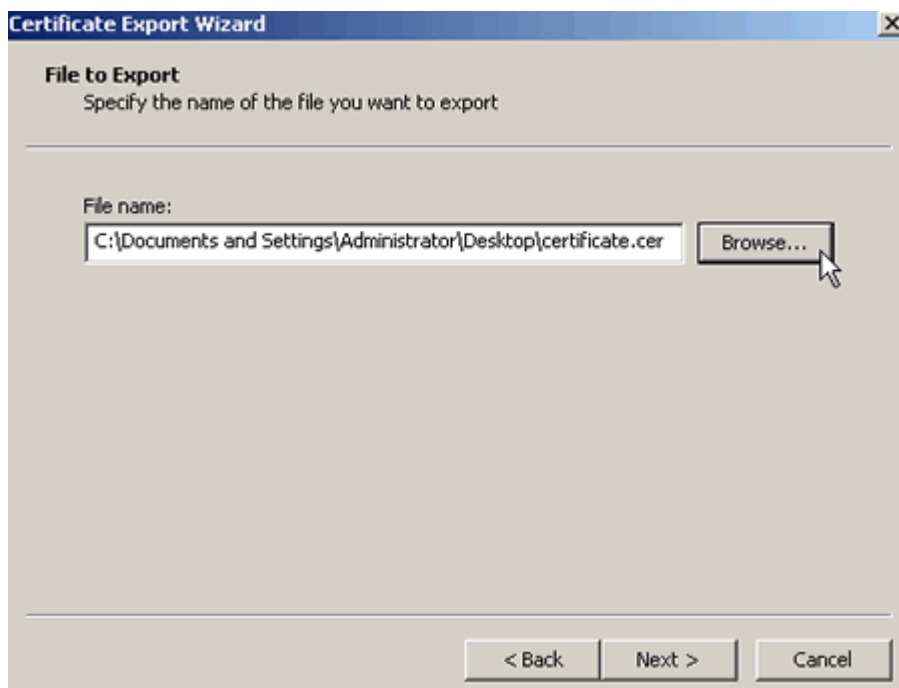 Certificate Export Wizard
File to Export
Specify the name of the file you want to export
File name:
C:\Documents and Settings\Administrator\Desktop\certificate.cer
Browse...
< Back
Next >
Cancel